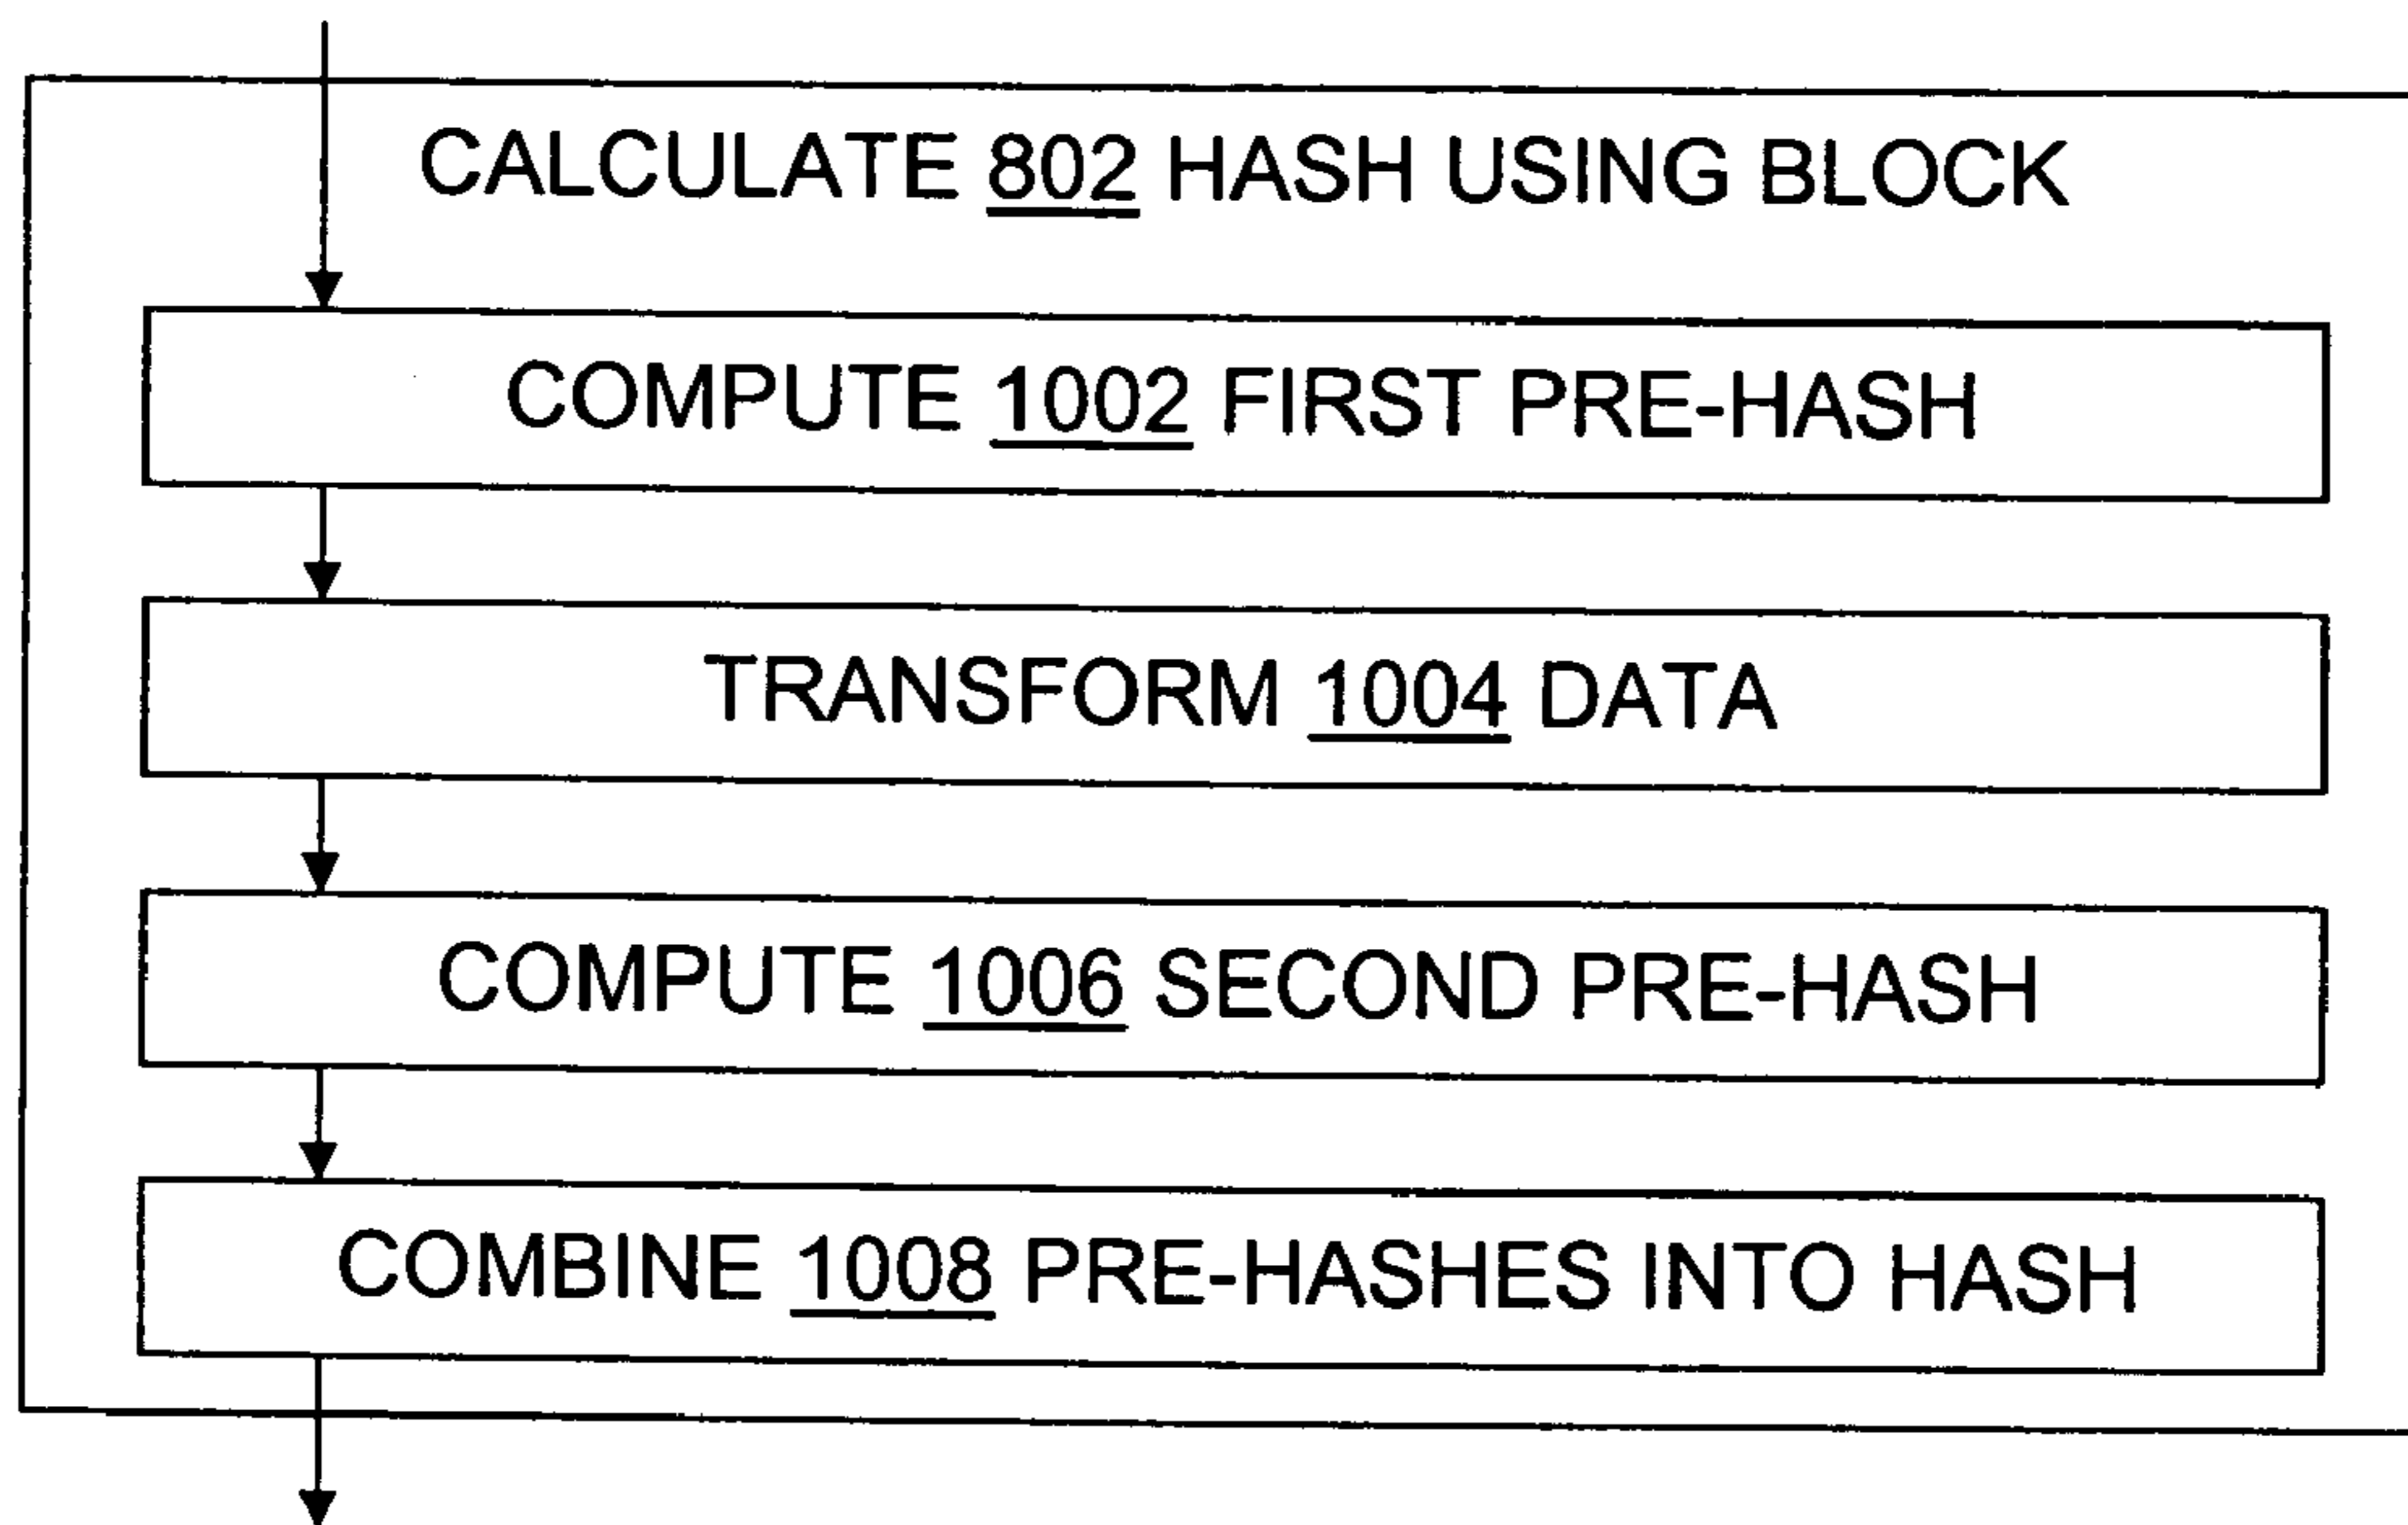 CALCULATE 802 HASH USING BLOCK
COMPUTE 1002 FIRST PRE-HASH
TRANSFORM 1004 DATA
COMPUTE 1006 SECOND PRE-HASH
COMBINE 1008 PRE-HASHES INTO HASH